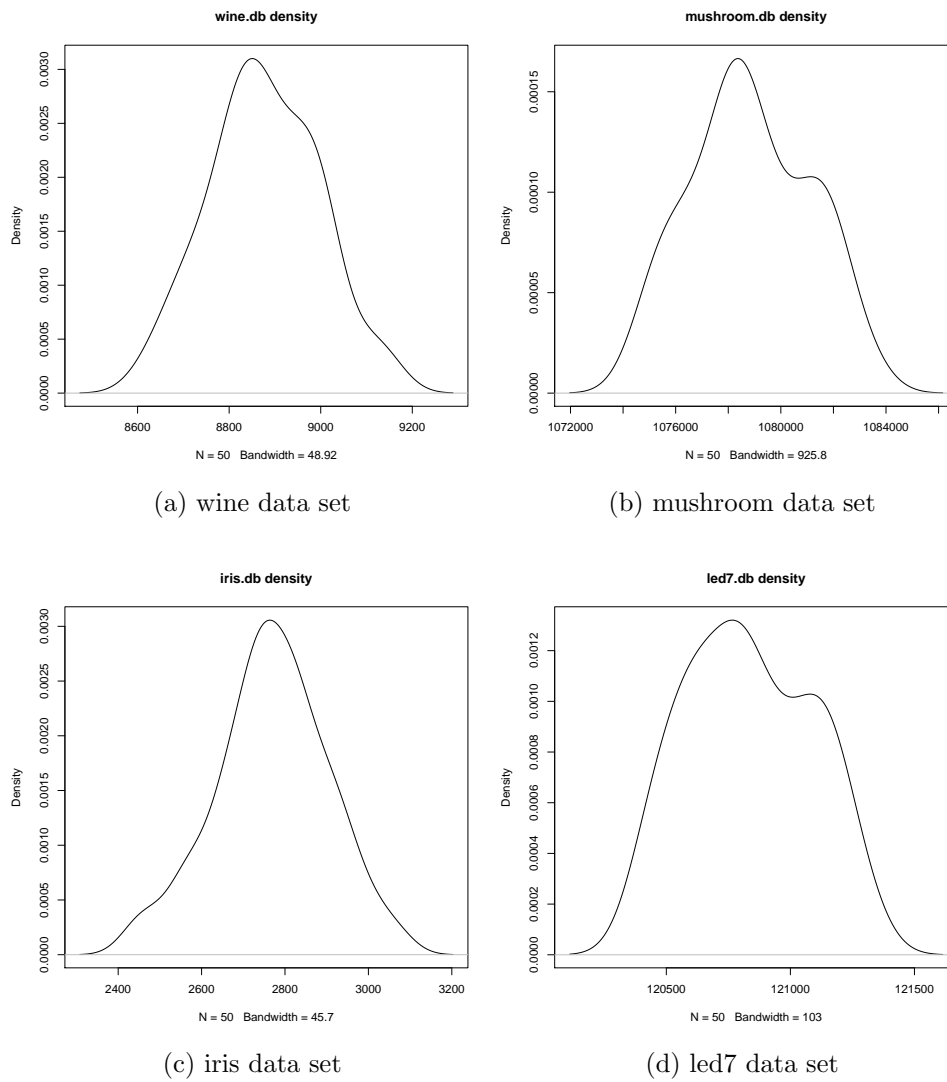 wine.db density
Density
0.0000 0.0005 0.0010 0.0015 0.0020 0.0025 0.0030
8600 8800 9000 9200
N = 50 Bandwidth = 48.92
(a) wine data set
mushroom.db density
Density
0.00000 0.00005 0.00010 0.00015
1072000 1076000 1080000 1084000
N = 50 Bandwidth = 925.8
(b) mushroom data set
iris.db density
Density
0.0000 0.0005 0.0010 0.0015 0.0020 0.0025 0.0030
2400 2600 2800 3000 3200
N = 50 Bandwidth = 45.7
(c) iris data set
led7.db density
Density
0.0000 0.0002 0.0004 0.0006 0.0008 0.0010 0.0012
120500 121000 121500
N = 50 Bandwidth = 103
(d) led7 data set